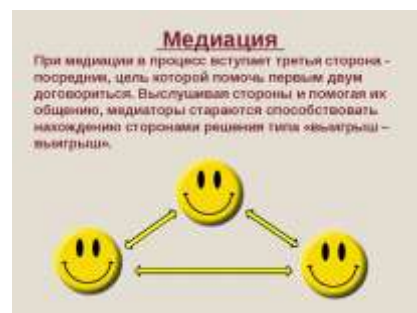 Медиация
При медиации в процесс вступает третья сторона -
посредник, цель которой помочь первым двум
договориться. Выслушивая стороны и помогая их
общению, медиаторы стараются способствовать
нахождению сторонами решения типа «выигрыш –
выигрыш».